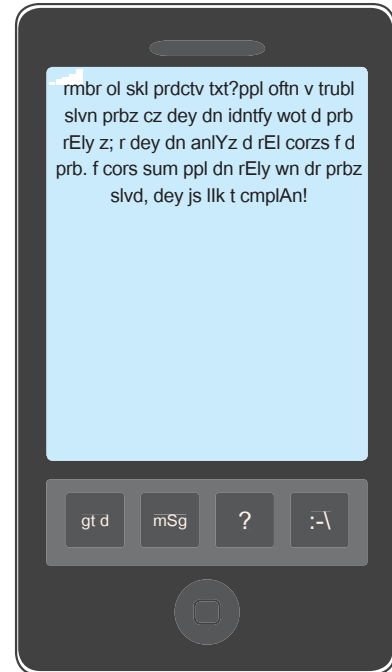 rmbr ol skl prdctv txt?ppl oftn v trubl
slvn prbz cz dey dn idntfy wot d prb
rEly z; r dey dn anlYz d rEl corzs f d
prb. f cors sum ppl dn rEly wn dr prbz
slvd, dey js lIk t cmplAn!
gt d
mSg
?
:-\